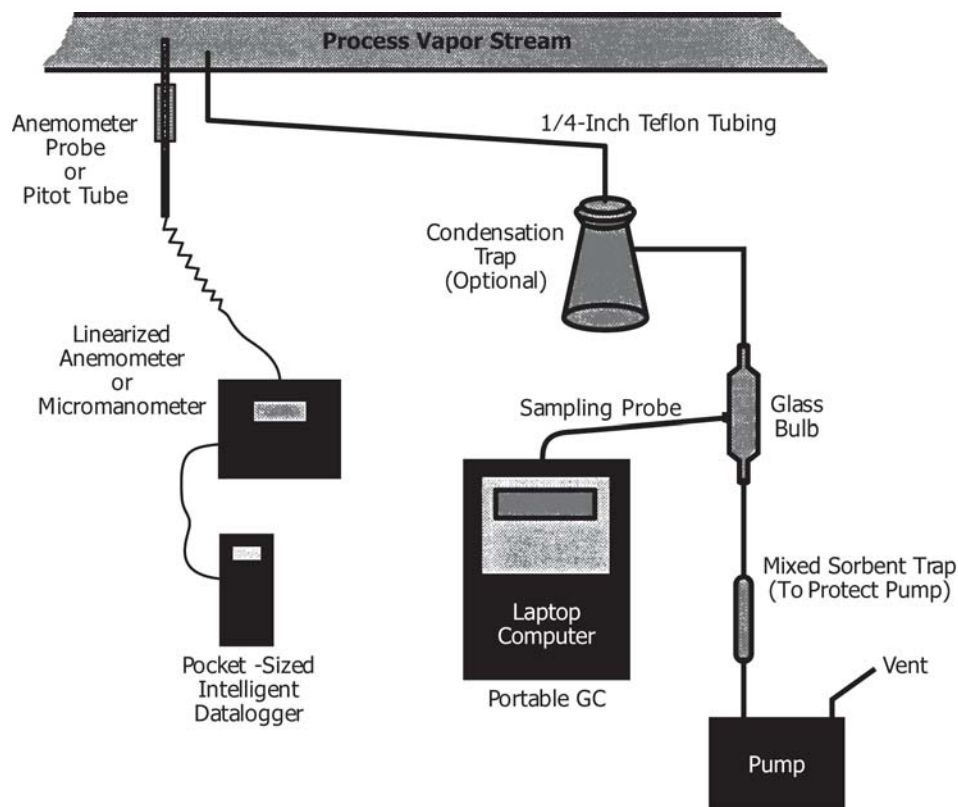 Process Vapor Stream
Anemometer
Probe
or
Pitot Tube
1/4-Inch Teflon Tubing
Condensation
Trap
(Optional)
Linearized
Anemometer
or
Micromanometer
Sampling Probe
Glass
Bulb
Laptop
Computer
Portable GC
Mixed Sorbent Trap
(To Protect Pump)
Pocket -Sized
Intelligent
Datalogger
Vent
Pump